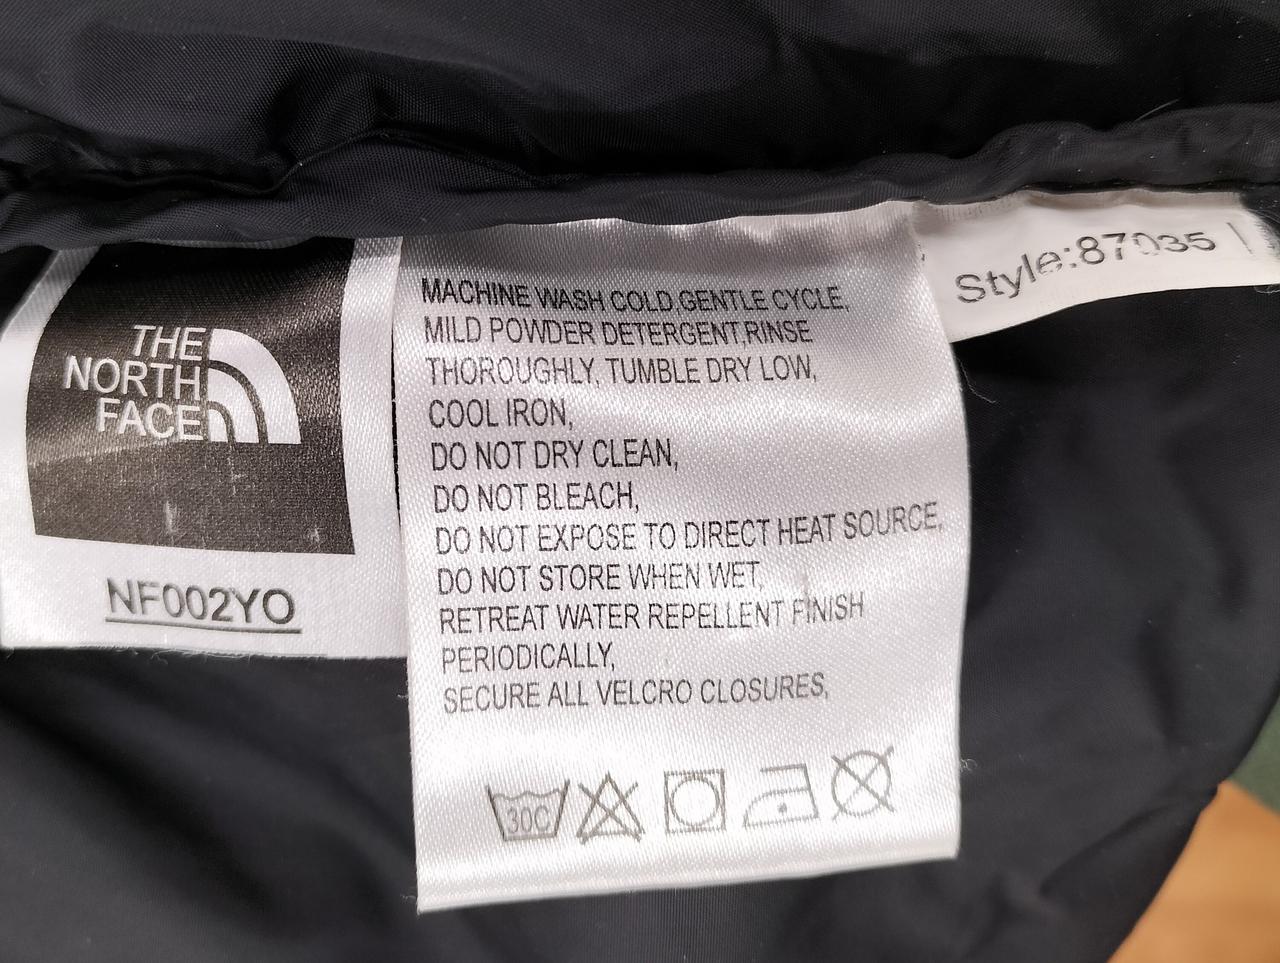 THE
NORTH
FACE
NF002YO
MACHINE WASH COLD,GENTLE CYCLE,
MILD POWDER DETERGENT,RINSE
THOROUGHLY, TUMBLE DRY LOW,
COOL IRON,
DO NOT DRY CLEAN,
DO NOT BLEACH,
DO NOT EXPOSE TO DIRECT HEAT SOURCE,
DO NOT STORE WHEN WET,
RETREAT WATER REPELLENT FINISH
PERIODICALLY,
SECURE ALL VELCRO CLOSURES,
30C
Style:87035